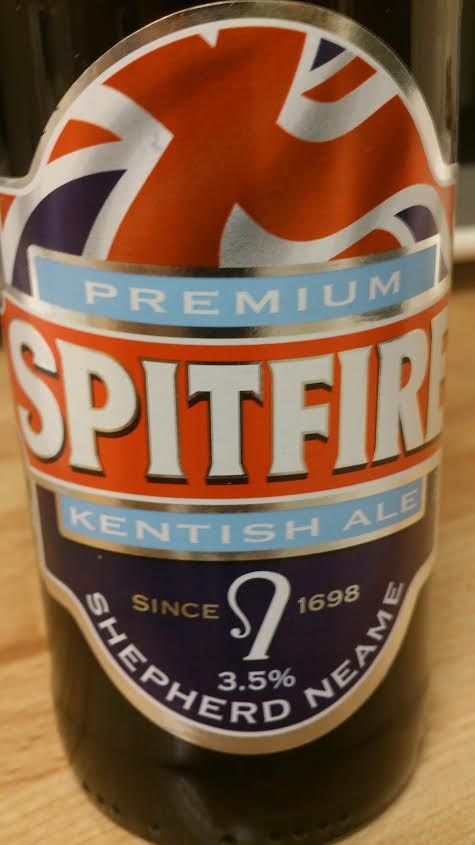 PREMIUM
SPITFIRE
KENTISH ALE
SINCE 1698
3.5%
SHEPHERD NEAME